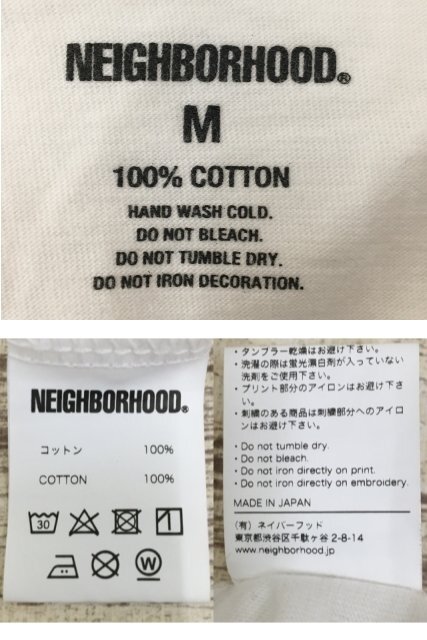 NEIGHBORHOOD®
M
100% COTTON
HAND WASH COLD.
DO NOT BLEACH.
DO NOT TUMBLE DRY.
DO NOT IRON DECORATION.
NEIGHBORHOOD®
コットン 100%
COTTON 100%
30
W
・タンブラー乾燥はお避け下さい。
・洗濯の際は蛍光漂白剤が入っていない
洗剤をご使用下さい。
・プリント部分のアイロンはお避け下さ
い。
・刺繍のある商品は刺繍部分へのアイロ
ンはお避け下さい。
・Do not tumble dry.
・Do not bleach.
・Do not iron directly on print.
・Do not iron directly on embroidery.
MADE IN JAPAN
(有) ネイバーフッド
東京都渋谷区千駄ヶ谷 2-8-14
www.neighborhood.jp